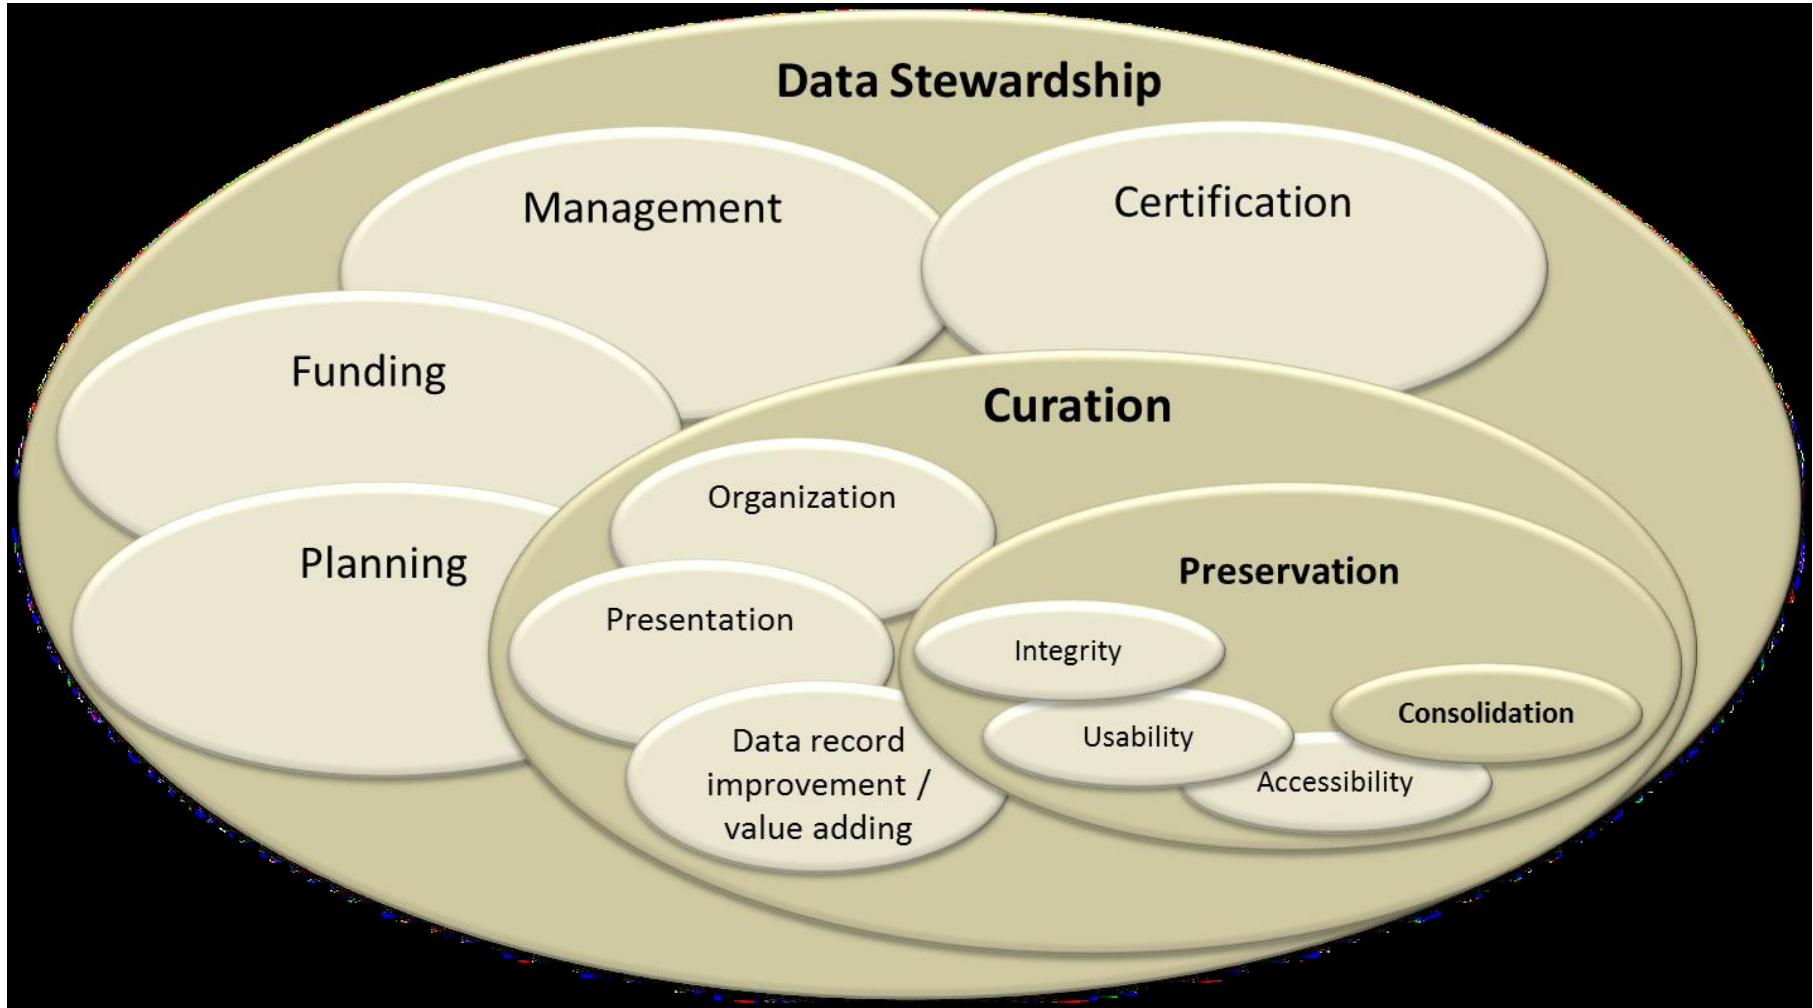 Data Stewardship
Management
Certification
Funding
Curation
Organization
Planning
Preservation
Presentation
Integrity
Consolidation
Usability
Data record
improvement /
value adding
Accessibility